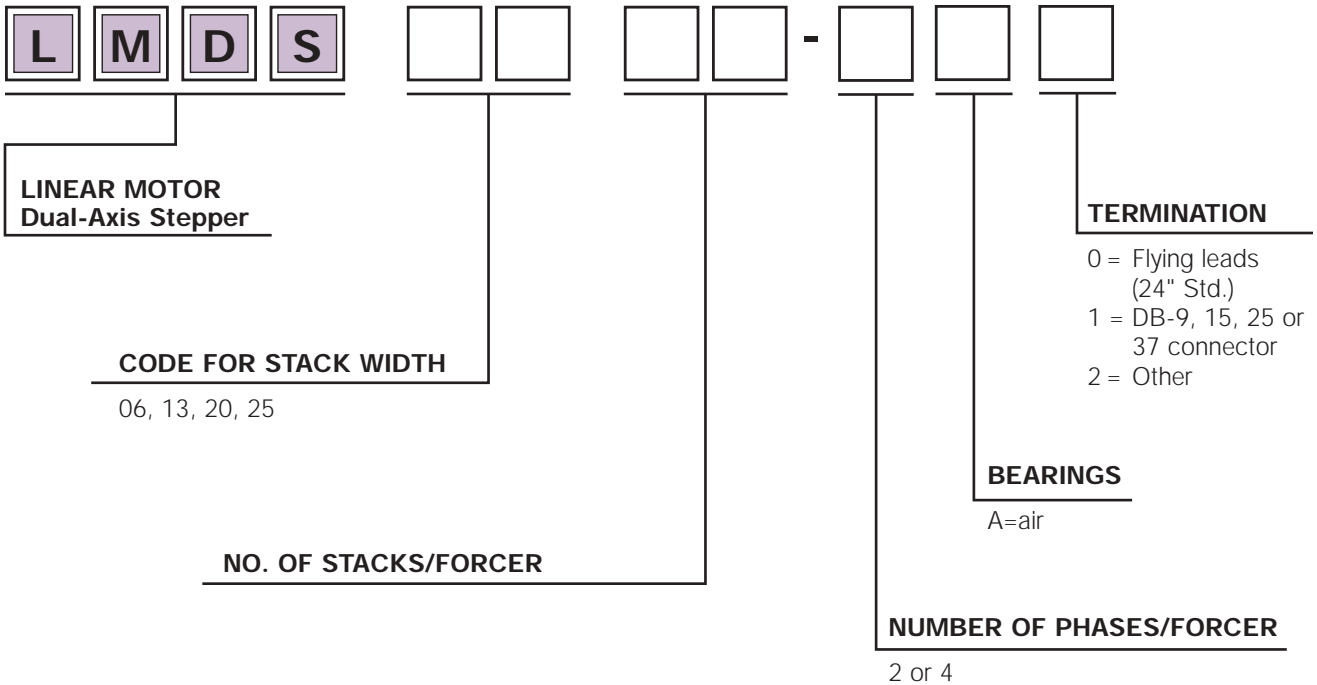 L M D S -
LINEAR MOTOR
Dual-Axis Stepper
TERMINATION
0 = Flying leads
(24" Std.)
1 = DB-9, 15, 25 or
37 connector
2 = Other
CODE FOR STACK WIDTH
06, 13, 20, 25
BEARINGS
A=air
NO. OF STACKS/FORCER
NUMBER OF PHASES/FORCER
2 or 4